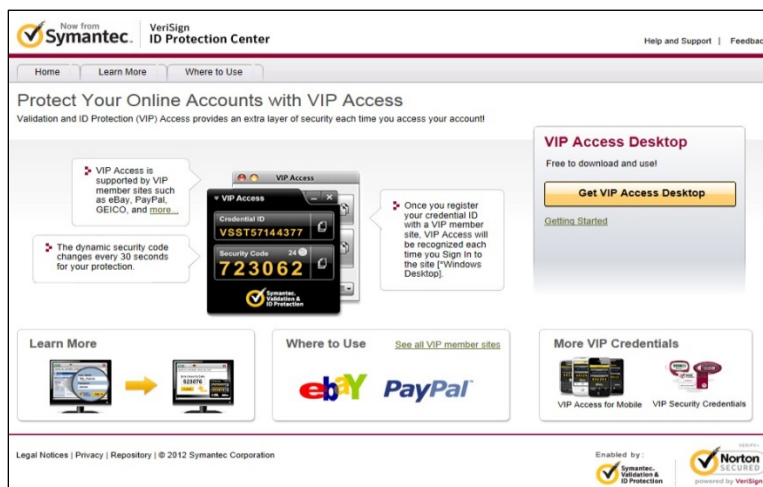 Now from
Symantec.
VeriSign
ID Protection Center
Help and Support | Feedbac
Home
Learn More
Where to Use
Protect Your Online Accounts with VIP Access
Validation and ID Protection (VIP) Access provides an extra layer of security each time you access your account!
VIP Access is
supported by VIP
member sites such
as eBay, PayPal,
GEICO, and more...
The dynamic security code
changes every 30 seconds
for your protection.
VIP Access
VIP Access
Credential ID
VSST57144377
Security Code 24
723062
Symantec.
Validation &
ID Protection
Once you register
your credential ID
with a VIP member
site, VIP Access will
be recognized each
time you Sign In to
the site [*Windows
Desktop].
VIP Access Desktop
Free to download and use!
Get VIP Access Desktop
Getting Started
Learn More
923076
Where to Use
See all VIP member sites
ebay
PayPal
More VIP Credentials
VIP Access for Mobile
VIP Security Credentials
Legal Notices | Privacy | Repository | © 2012 Symantec Corporation
Enabled by:
Symantec.
Validation &
ID Protection
VERIFY
Norton
SECURED
powered by VeriSign